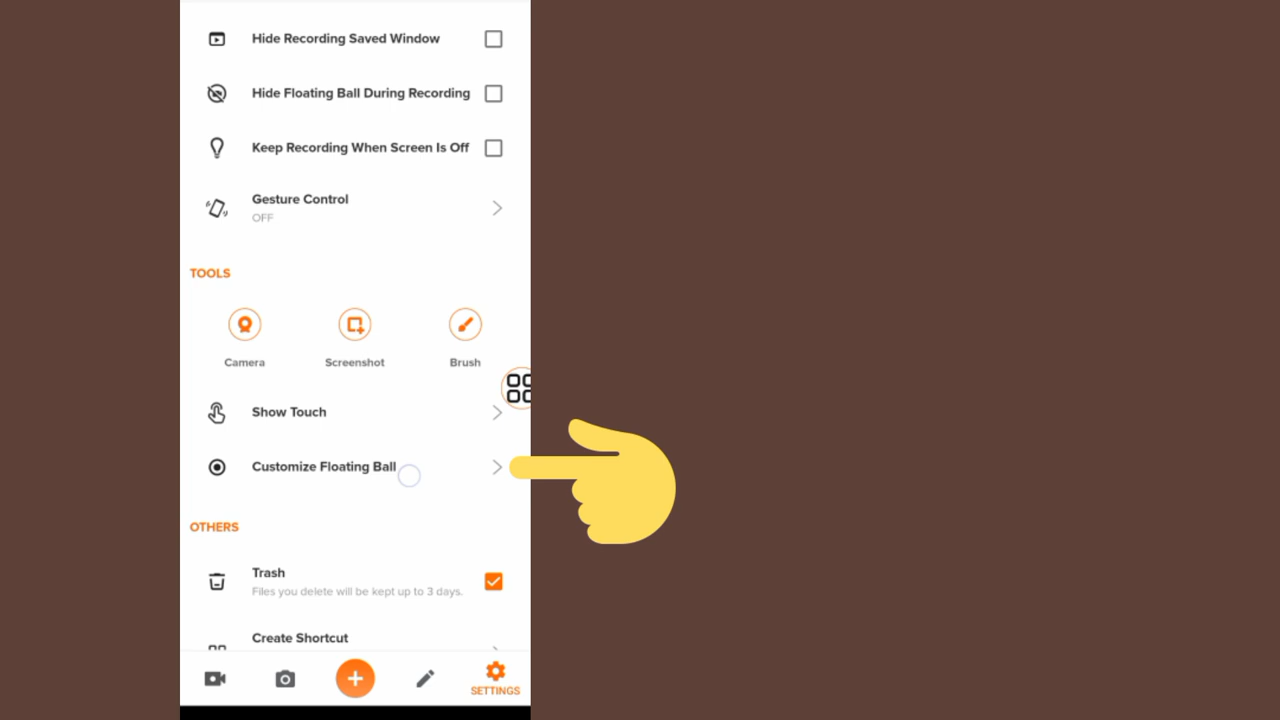 Hide Recording Saved Window
Hide Floating Ball During Recording
Keep Recording When Screen Is Off
Gesture Control
OFF
TOOLS
Camera
Screenshot
Brush
Show Touch
Customize Floating Ball
OTHERS
Trash
Files you delete will be kept up to 3 days.
Create Shortcut
SETTINGS